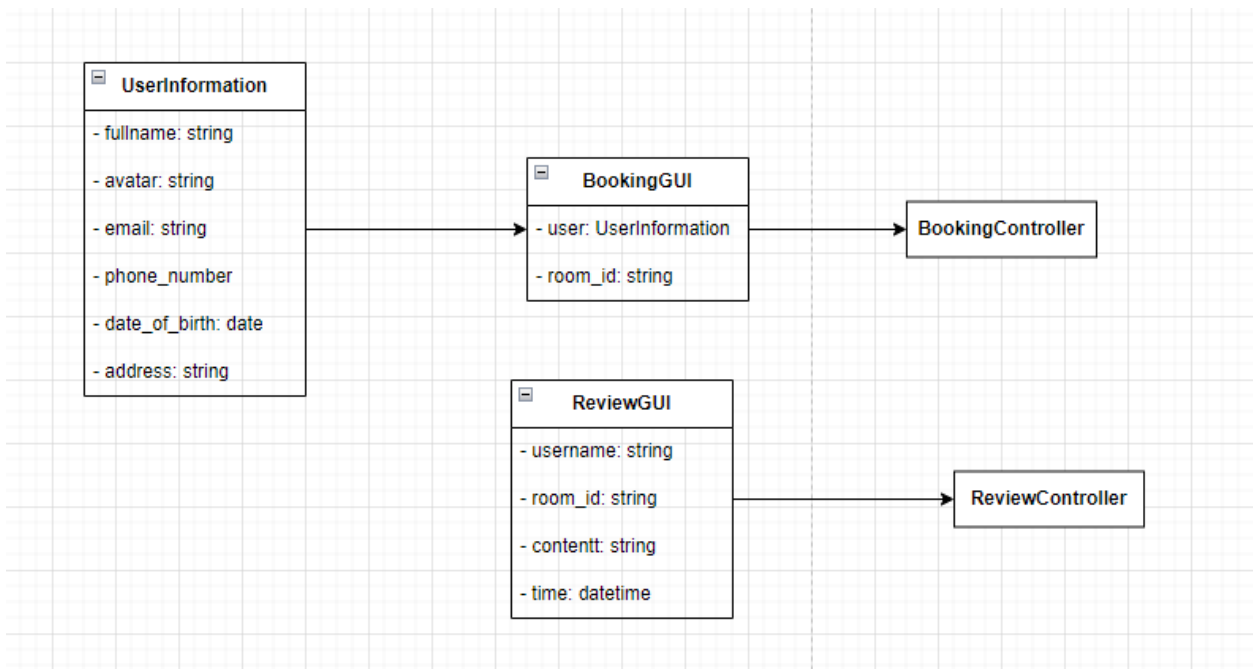 UserInformation
- fullname: string
- avatar: string
- email: string
- phone_number
- date_of_birth: date
- address: string
BookingGUI
- user: UserInformation
- room_id: string
BookingController
ReviewGUI
- username: string
- room_id: string
- contentt: string
- time: datetime
ReviewController